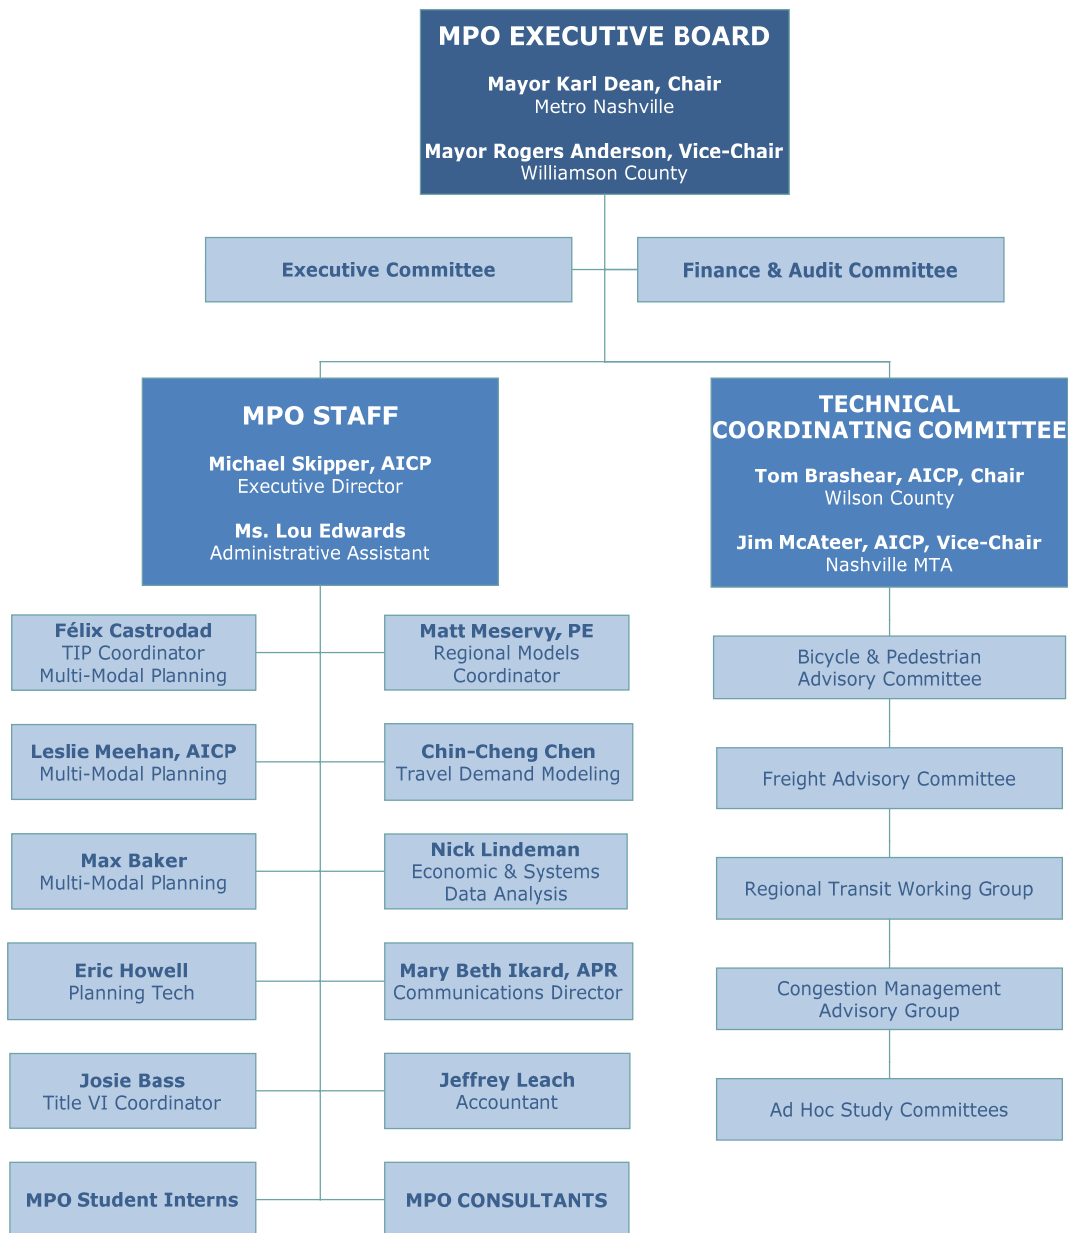 MPO EXECUTIVE BOARD
Mayor Karl Dean, Chair
Metro Nashville
Mayor Rogers Anderson, Vice-Chair
Williamson County
Executive Committee
Finance & Audit Committee
MPO STAFF
Michael Skipper, AICP
Executive Director
Ms. Lou Edwards
Administrative Assistant
TECHNICAL
COORDINATING COMMITTEE
Tom Brashear, AICP, Chair
Wilson County
Jim McAteer, AICP, Vice-Chair
Nashville MTA
Félix Castrodad
TIP Coordinator
Multi-Modal Planning
Matt Meservy, PE
Regional Models
Coordinator
Leslie Meehan, AICP
Multi-Modal Planning
Chin-Cheng Chen
Travel Demand Modeling
Max Baker
Multi-Modal Planning
Nick Lindeman
Economic & Systems
Data Analysis
Eric Howell
Planning Tech
Mary Beth Ikard, APR
Communications Director
Josie Bass
Title VI Coordinator
Jeffrey Leach
Accountant
MPO Student Interns
MPO CONSULTANTS
Bicycle & Pedestrian
Advisory Committee
Freight Advisory Committee
Regional Transit Working Group
Congestion Management
Advisory Group
Ad Hoc Study Committees